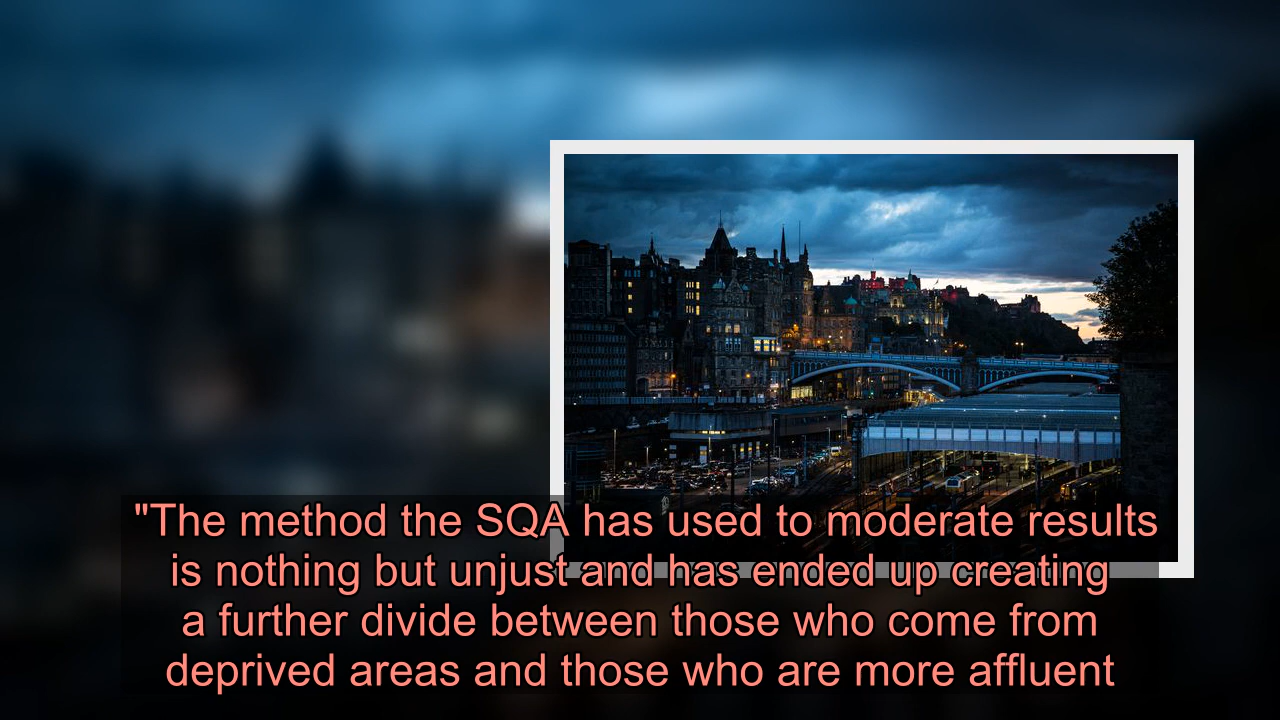 "The method the SQA has used to moderate results
is nothing but unjust and has ended up creating
a further divide between those who come from
deprived areas and those who are more affluent